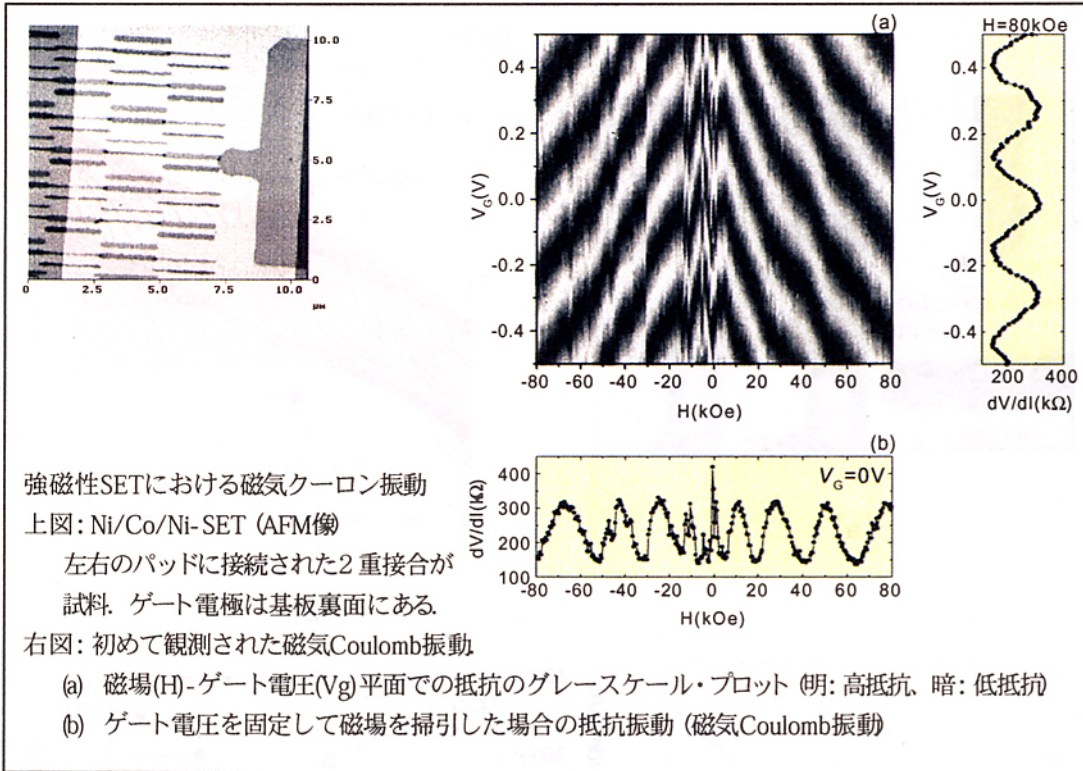 10.0
7.5
5.0
2.5
0
0 2.5 5.0 7.5 10.0
μM
(a)
0.4
0.2
0.0
-0.2
-0.4
V_G(V)
-80 -60 -40 -20 0 20 40 60 80
H(kOe)
H=80kOe
0.4
0.2
0.0
-0.2
-0.4
V_G(V)
200 400
dV/dI(kΩ)
(b)
V_G=0V
400
300
200
100
dV/dI(kΩ)
-80 -60 -40 -20 0 20 40 60 80
H(kOe)
強磁性SETにおける磁気クーロン振動
上図: Ni/Co/Ni-SET (AFM像)
左右のパッドに接続された2重接合が
試料. ゲート電極は基板裏面にある.
右図: 初めて観測された磁気Coulomb振動.
(a) 磁場(H)-ゲート電圧(Vg)平面での抵抗のグレースケール・プロット (明: 高抵抗、暗: 低抵抗)
(b) ゲート電圧を固定して磁場を掃引した場合の抵抗振動 (磁気Coulomb振動)